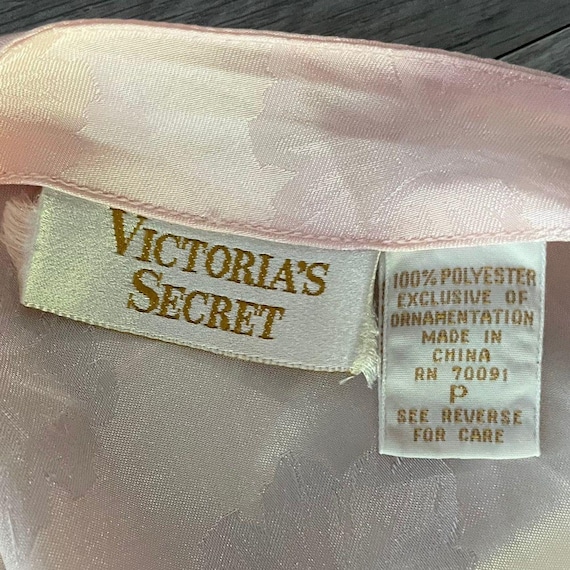 VICTORIA'S
SECRET
100% POLYESTER
EXCLUSIVE OF
ORNAMENTATION
MADE IN
CHINA
RN 70091
P
SEE REVERSE
FOR CARE